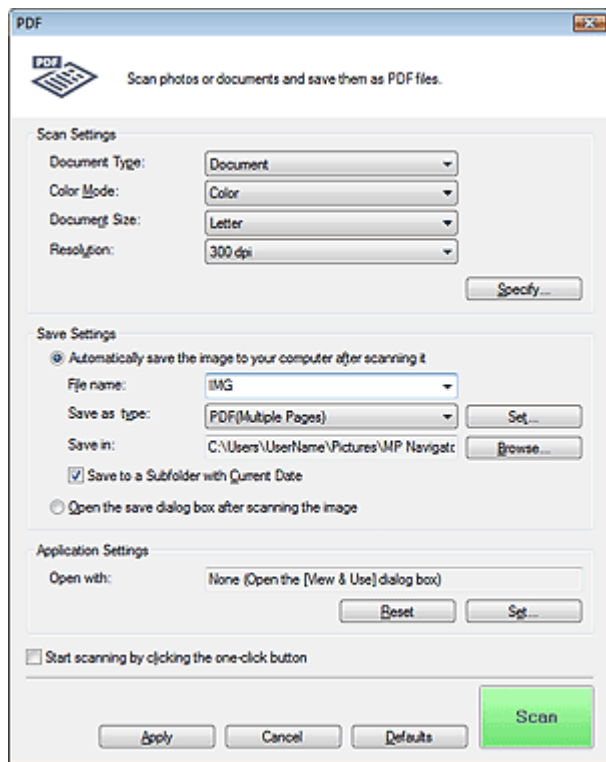 PDF
PDF
Scan photos or documents and save them as PDF files.
Scan Settings
Document Type: Document
Color Mode: Color
Document Size: Letter
Resolution: 300 dpi
Specify...
Save Settings
Automatically save the image to your computer after scanning it
File name: IMG
Save as type: PDF(Multiple Pages) Set...
Save in: C:\Users\UserName\Pictures\MP Navigatc Browse...
Save to a Subfolder with Current Date
Open the save dialog box after scanning the image
Application Settings
Open with: None (Open the [View & Use] dialog box)
Reset Set...
Start scanning by clicking the one-click button
Scan
Apply Cancel Defaults